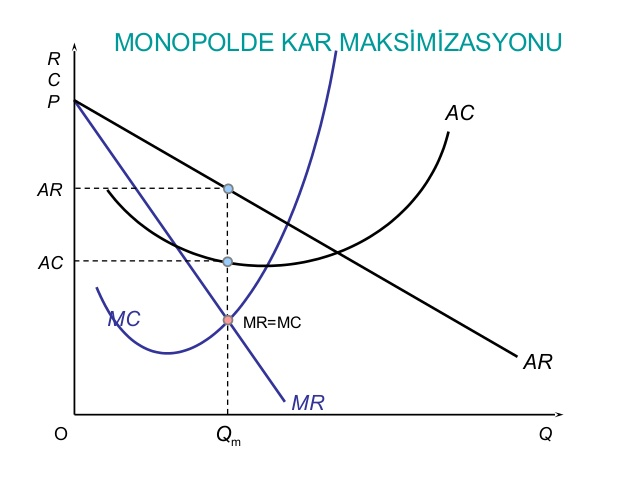 MONOPOLDE KAR MAKSİMİZASYONU
R
C
P
AC
AR
AC
MC
MR=MC
AR
MR
O
Qm
Q